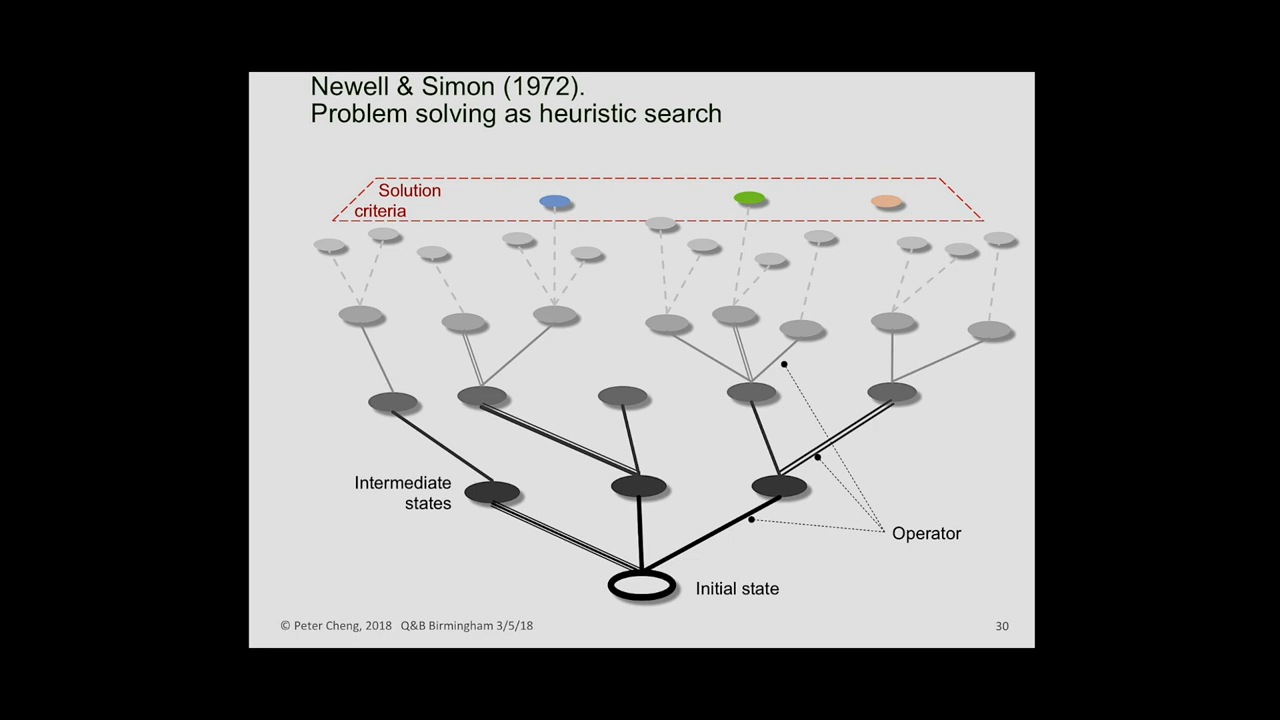 Newell & Simon (1972).
Problem solving as heuristic search
Solution
criteria
Intermediate
states
Operator
Initial state
© Peter Cheng, 2018 Q&B Birmingham 3/5/18
30